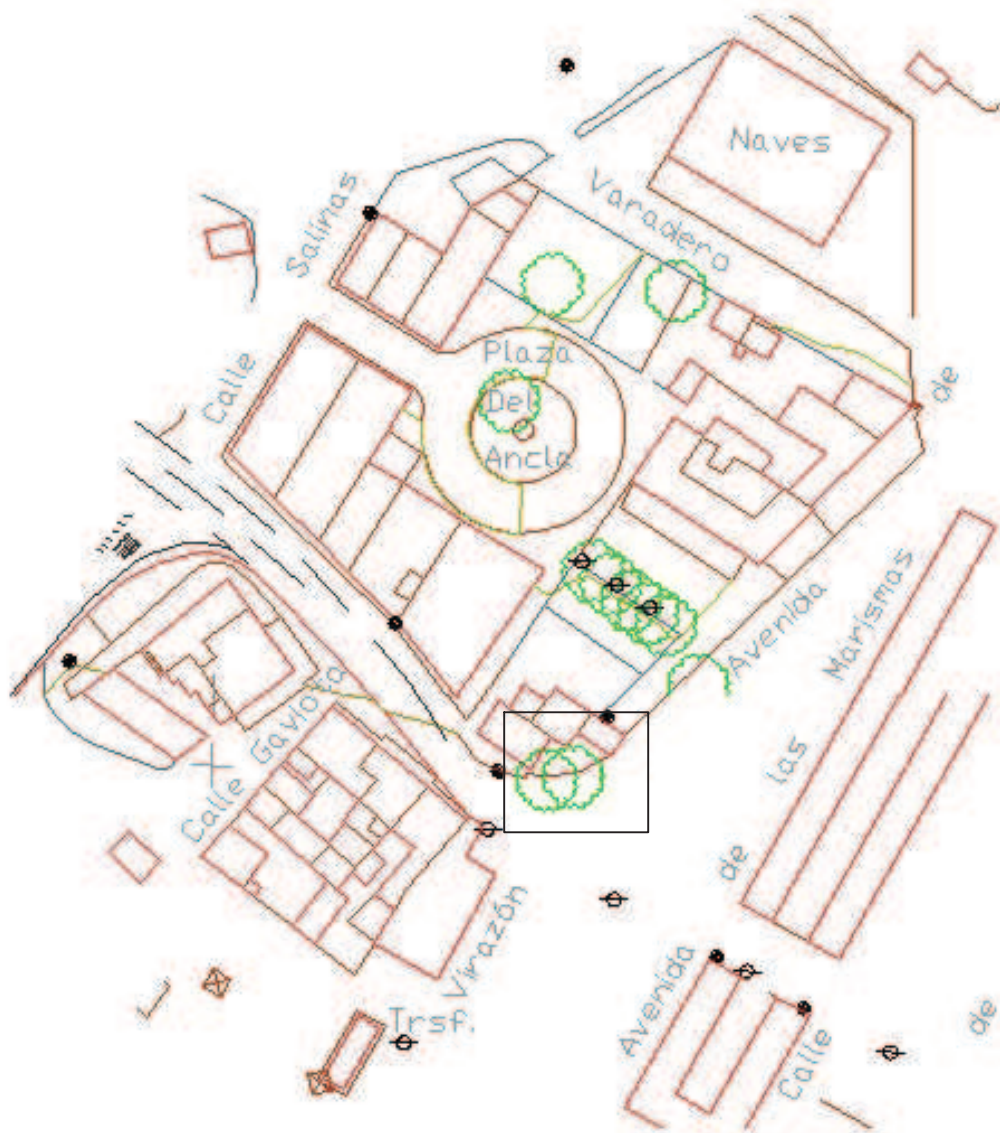 Naves
Varadero
Salinas
Plaza
Del
Ancla
Calle
de
Avenida
Marismas
las
de
Calle Gaviota
Virazón
Trsf.
Avenida
Calle
de